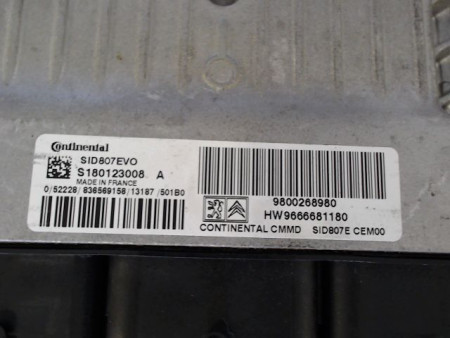 Continental
SID807EVO
S180123008 A
MADE IN FRANCE
0/52228/836569158/13187/501B0
9800268980
HW9666681180
CONTINENTAL CMMD SID807E CEM00